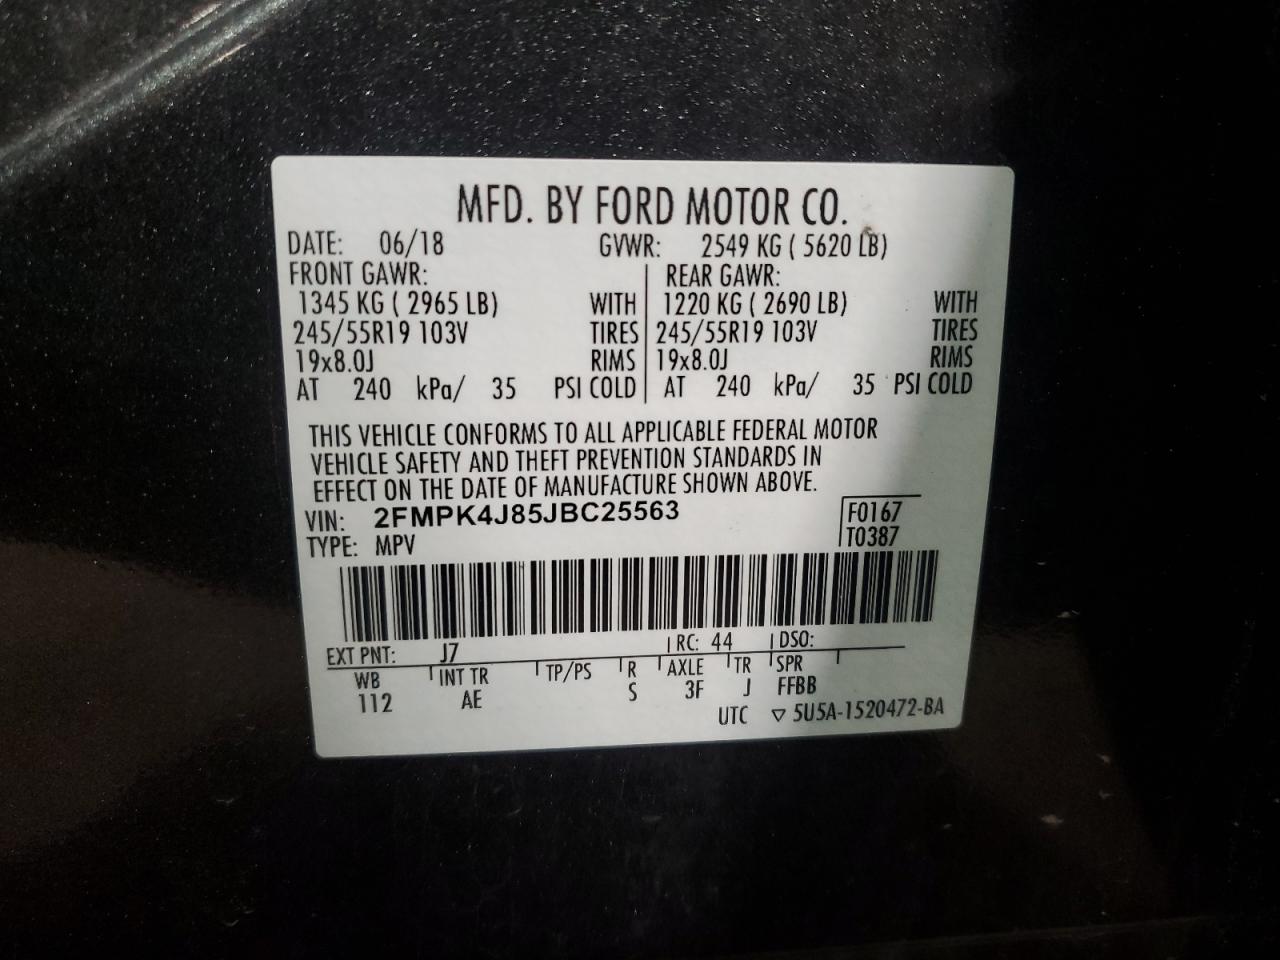 MFD. BY FORD MOTOR CO.
DATE: 06/18 GVWR: 2549 KG ( 5620 LB)
FRONT GAWR: REAR GAWR:
1345 KG ( 2965 LB) WITH 1220 KG ( 2690 LB) WITH
245/55R19 103V TIRES 245/55R19 103V TIRES
19x8.0J RIMS 19x8.0J RIMS
AT 240 kPa/ 35 PSI COLD AT 240 kPa/ 35 PSI COLD
THIS VEHICLE CONFORMS TO ALL APPLICABLE FEDERAL MOTOR
VEHICLE SAFETY AND THEFT PREVENTION STANDARDS IN
EFFECT ON THE DATE OF MANUFACTURE SHOWN ABOVE.
VIN: 2FMPK4J85JBC25563 F0167
TYPE: MPV T0387
EXT PNT: J7 RC: 44 DSO:
WB INT TR TP/PS R AXLE TR SPR
112 AE S 3F J FFBB
UTC ▽ 5U5A-1520472-BA